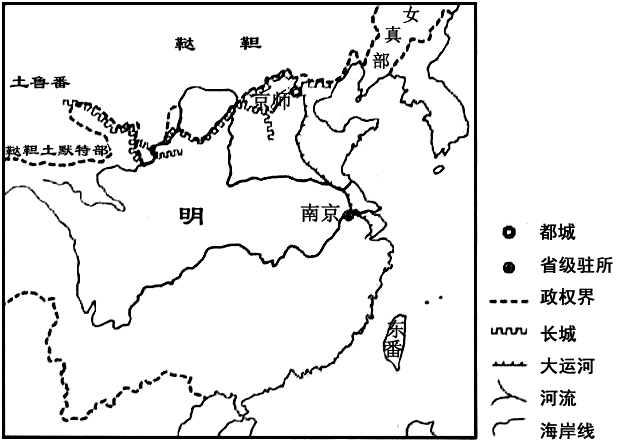 鞑靼
女真部
土鲁番
京师
鞑靼土默特部
明
南京
东番
都城
省级驻所
政权界
长城
大运河
河流
海岸线